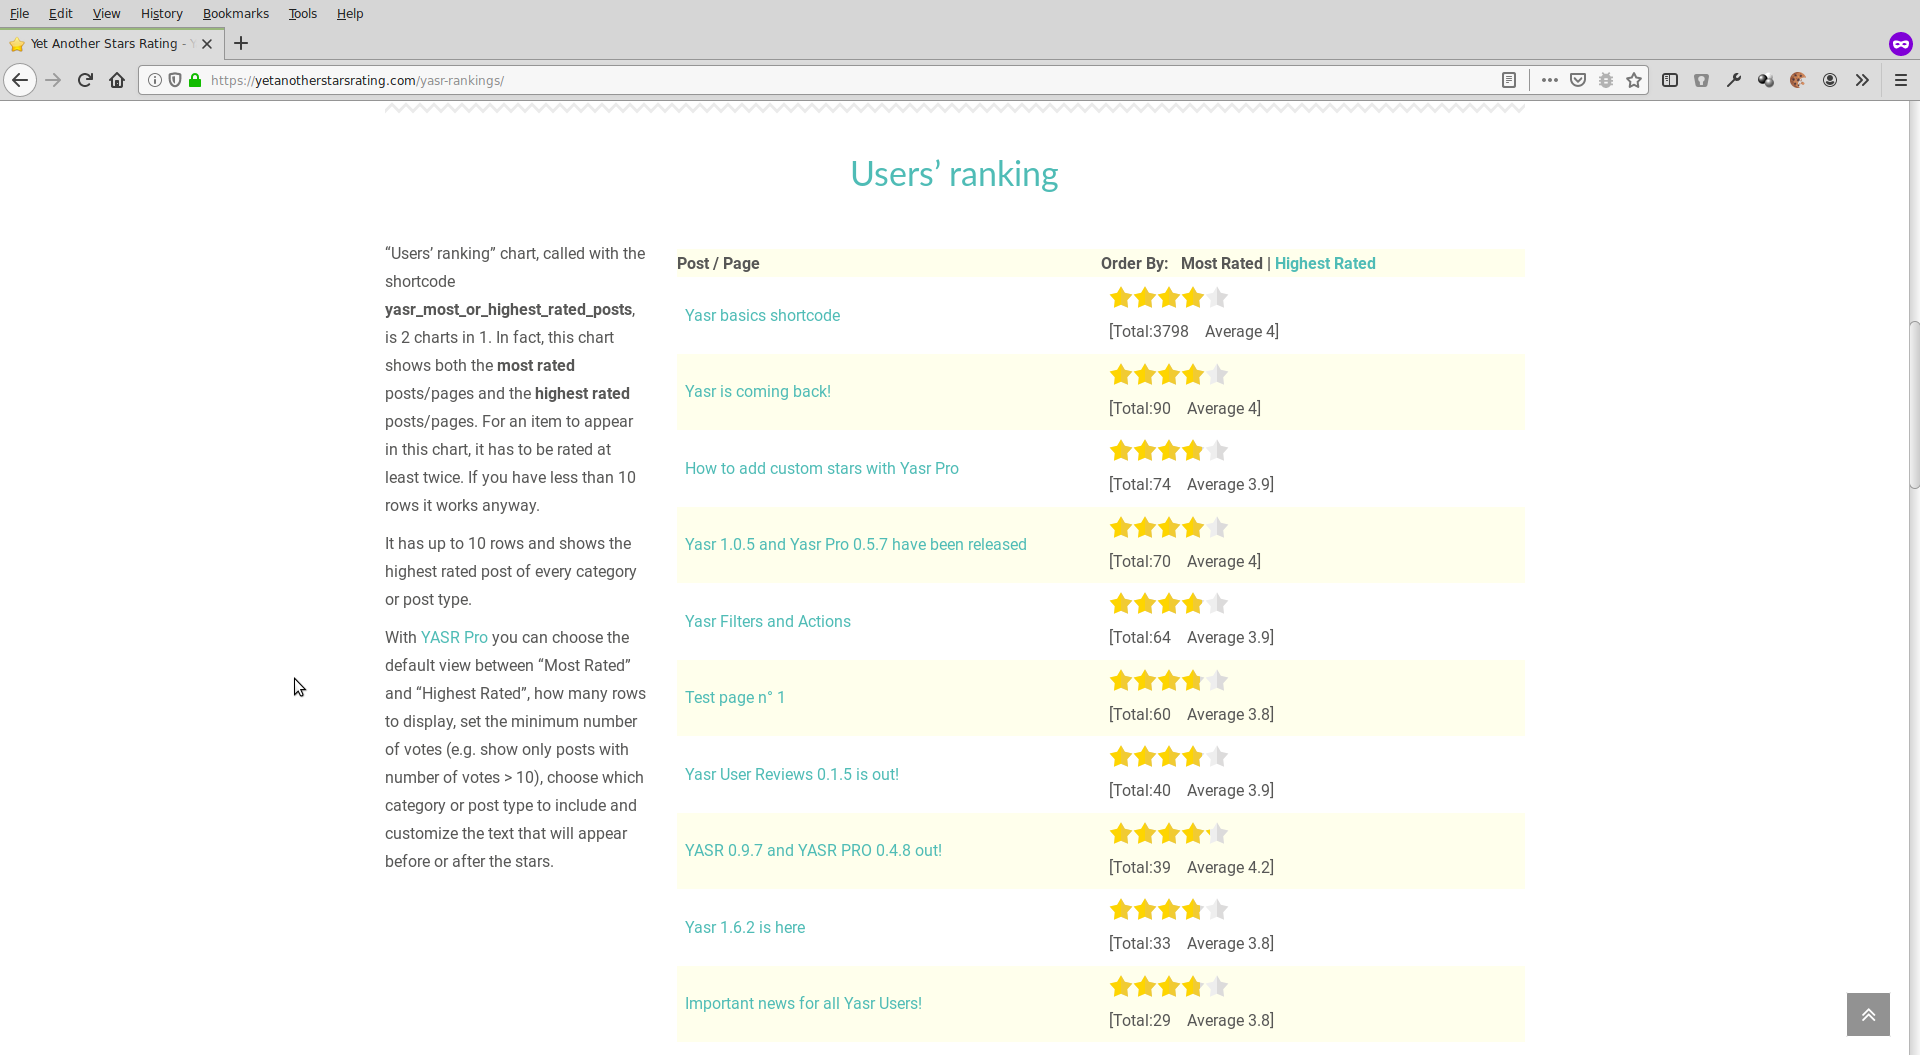 File Edit View History Bookmarks Tools Help
Yet Another Stars Rating -
https://yetanotherstarsrating.com/yasr-rankings/
Users’ ranking
“Users’ ranking” chart, called with the
shortcode
yasr_most_or_highest_rated_posts,
is 2 charts in 1. In fact, this chart
shows both the most rated
posts/pages and the highest rated
posts/pages. For an item to appear
in this chart, it has to be rated at
least twice. If you have less than 10
rows it works anyway.
It has up to 10 rows and shows the
highest rated post of every category
or post type.
With YASR Pro you can choose the
default view between “Most Rated”
and “Highest Rated”, how many rows
to display, set the minimum number
of votes (e.g. show only posts with
number of votes > 10), choose which
category or post type to include and
customize the text that will appear
before or after the stars.
Post / Page Order By: Most Rated | Highest Rated
Yasr basics shortcode
[Total:3798 Average 4]
Yasr is coming back!
[Total:90 Average 4]
How to add custom stars with Yasr Pro
[Total:74 Average 3.9]
Yasr 1.0.5 and Yasr Pro 0.5.7 have been released
[Total:70 Average 4]
Yasr Filters and Actions
[Total:64 Average 3.9]
Test page n° 1
[Total:60 Average 3.8]
Yasr User Reviews 0.1.5 is out!
[Total:40 Average 3.9]
YASR 0.9.7 and YASR PRO 0.4.8 out!
[Total:39 Average 4.2]
Yasr 1.6.2 is here
[Total:33 Average 3.8]
Important news for all Yasr Users!
[Total:29 Average 3.8]